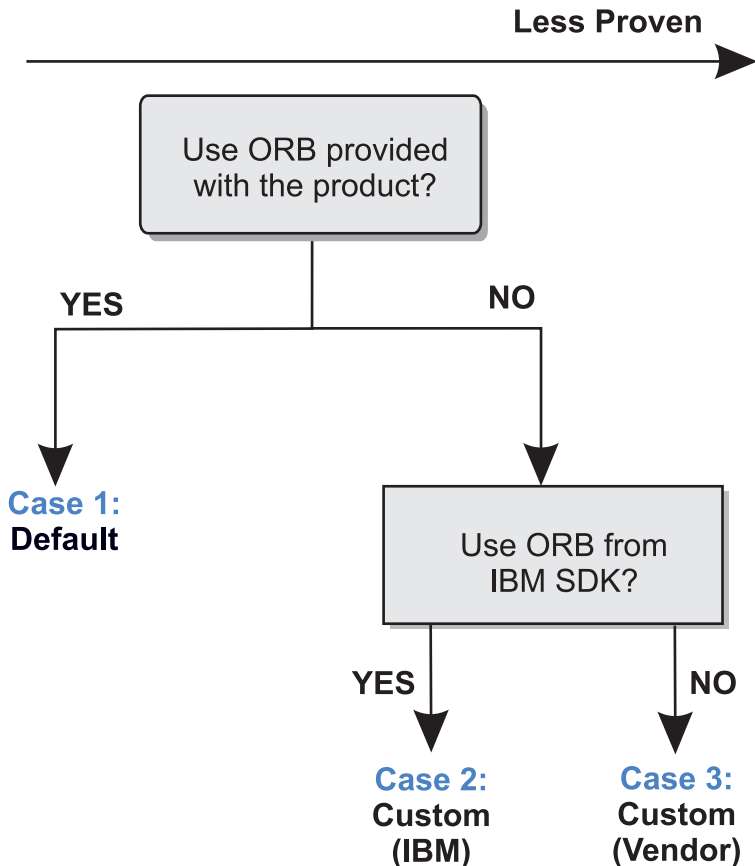 Less Proven
Use ORB provided
with the product?
YES
NO
Case 1:
Default
Use ORB from
IBM SDK?
YES
NO
Case 2:
Custom
(IBM)
Case 3:
Custom
(Vendor)